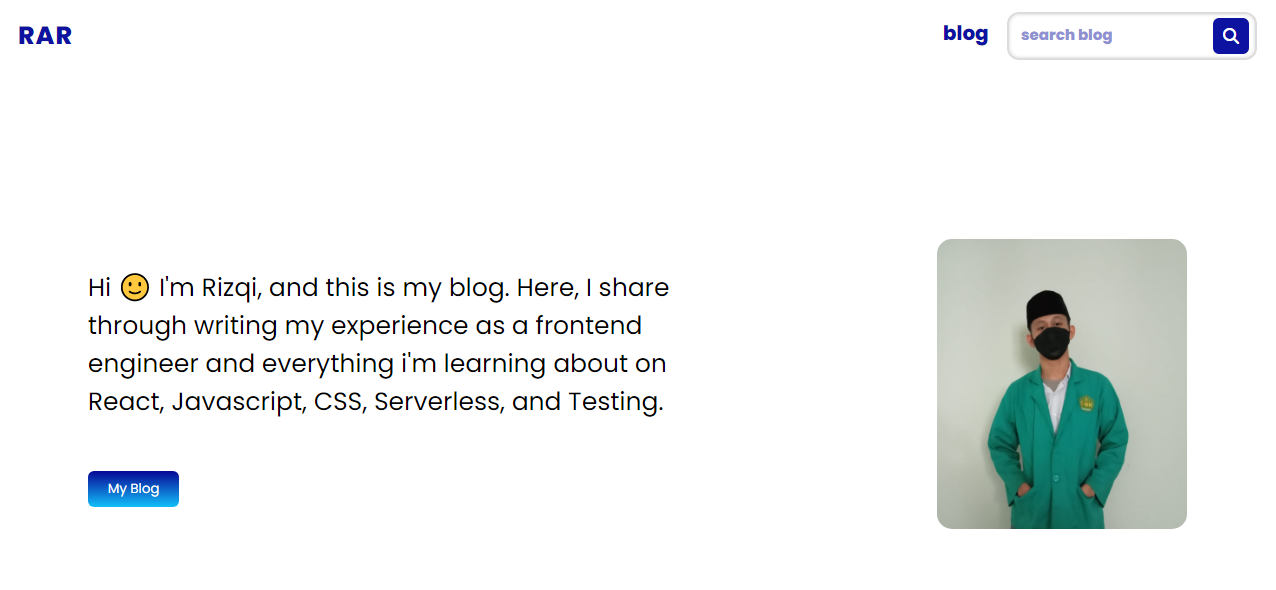 RAR
blog
search blog
Hi 🙂 I'm Rizqi, and this is my blog. Here, I share
through writing my experience as a frontend
engineer and everything i'm learning about on
React, Javascript, CSS, Serverless, and Testing.
My Blog